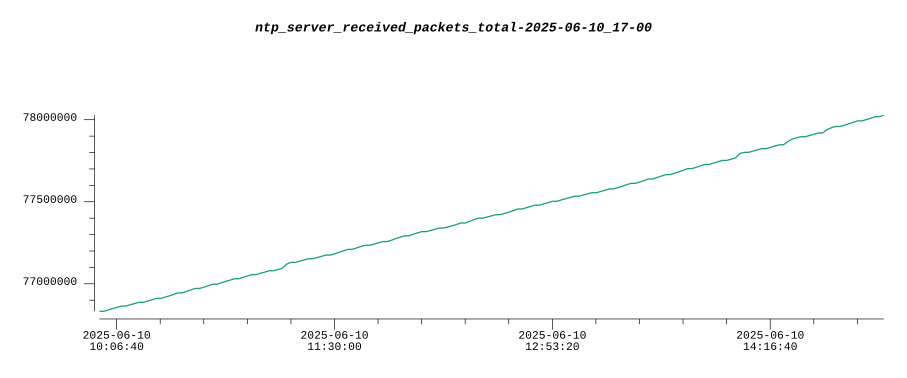 ntp_server_received_packets_total-2025-06-10_17-00
78000000
77500000
77000000
2025-06-10 2025-06-10 2025-06-10 2025-06-10
10:06:40 11:30:00 12:53:20 14:16:40